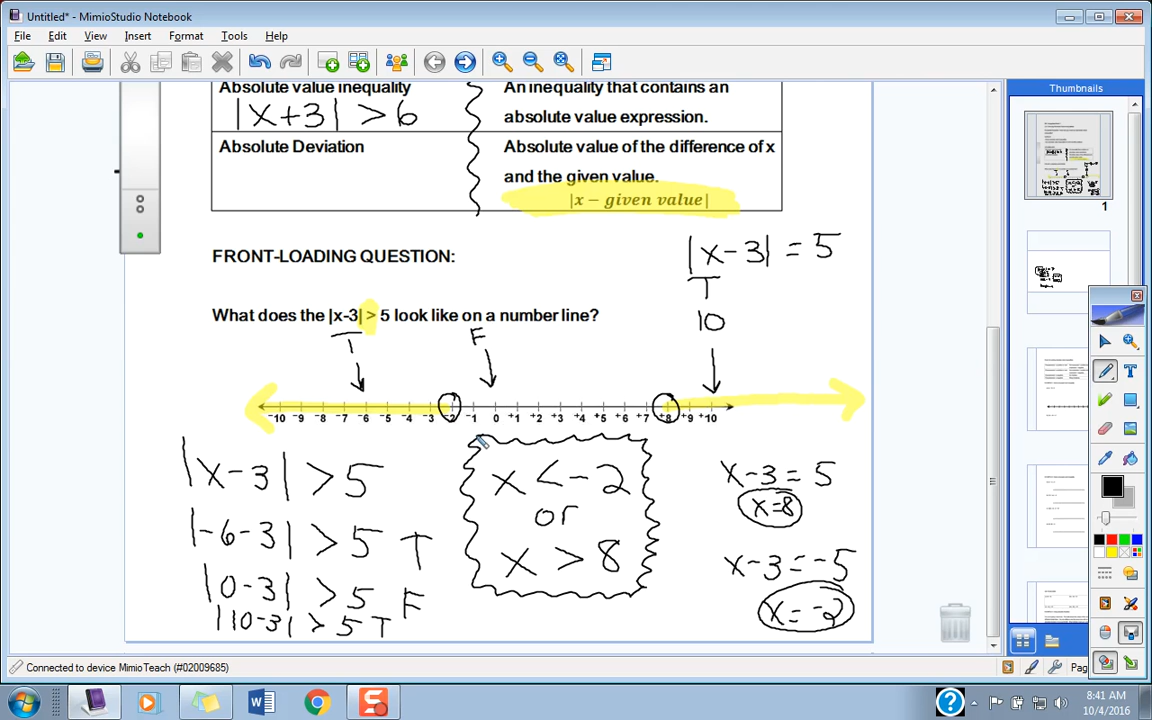 Untitled* - MimioStudio Notebook
File Edit View Insert Format Tools Help
Thumbnails
Absolute value inequality
|x+3| > 6
An inequality that contains an
absolute value expression.
Absolute Deviation
Absolute value of the difference of x
and the given value.
|x − given value|
1
FRONT-LOADING QUESTION:
|x-3| = 5
T
10
What does the |x-3| > 5 look like on a number line?
T
F
-10 -9 -8 -7 -6 -5 -4 -3 -2 -1 0 +1 +2 +3 +4 +5 +6 +7 +8 +9 +10
|x-3| > 5
|-6-3| > 5 T
|0-3| > 5 F
|10-3| > 5 T
x < -2
or
x > 8
x-3 = 5
x=8
x-3 = -5
x = -2
Connected to device MimioTeach (#02009685)
Pag
8:41 AM
10/4/2016